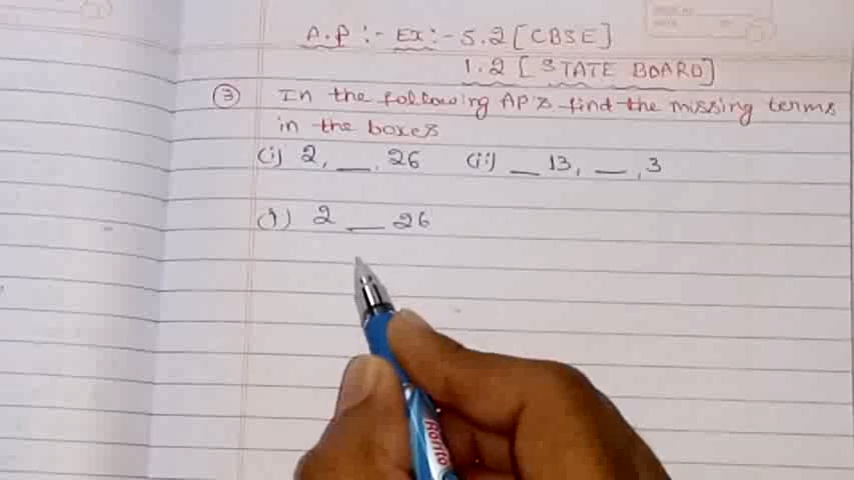 A.P :- Ex :- 5.2 [CBSE]
1.2 [STATE BOARD]
③ In the following AP's find the missing terms
in the boxes
(i) 2, __, 26 (ii) __ 13, __, 3
(i) 2 __ 26